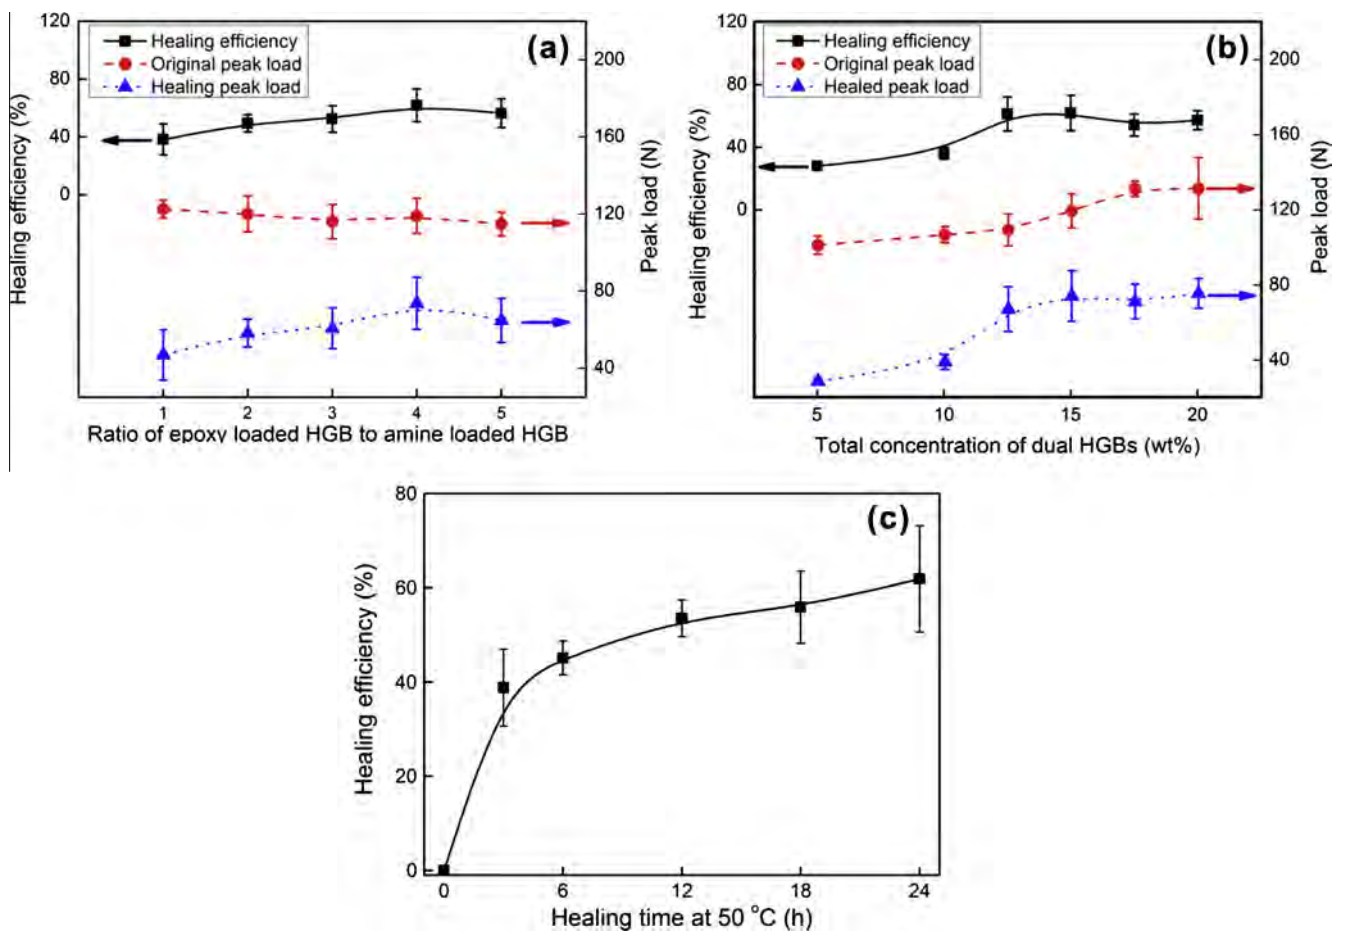 (a)
Healing efficiency
Original peak load
Healing peak load
120
80
40
0
Healing efficiency (%)
200
160
120
80
40
Peak load (N)
1 2 3 4 5
Ratio of epoxy loaded HGB to amine loaded HGB
(b)
Healing efficiency
Original peak load
Healed peak load
120
80
40
0
Healing efficiency (%)
200
160
120
80
40
Peak load (N)
5 10 15 20
Total concentration of dual HGBs (wt%)
(c)
80
60
40
20
0
Healing efficiency (%)
0 6 12 18 24
Healing time at 50 °C (h)